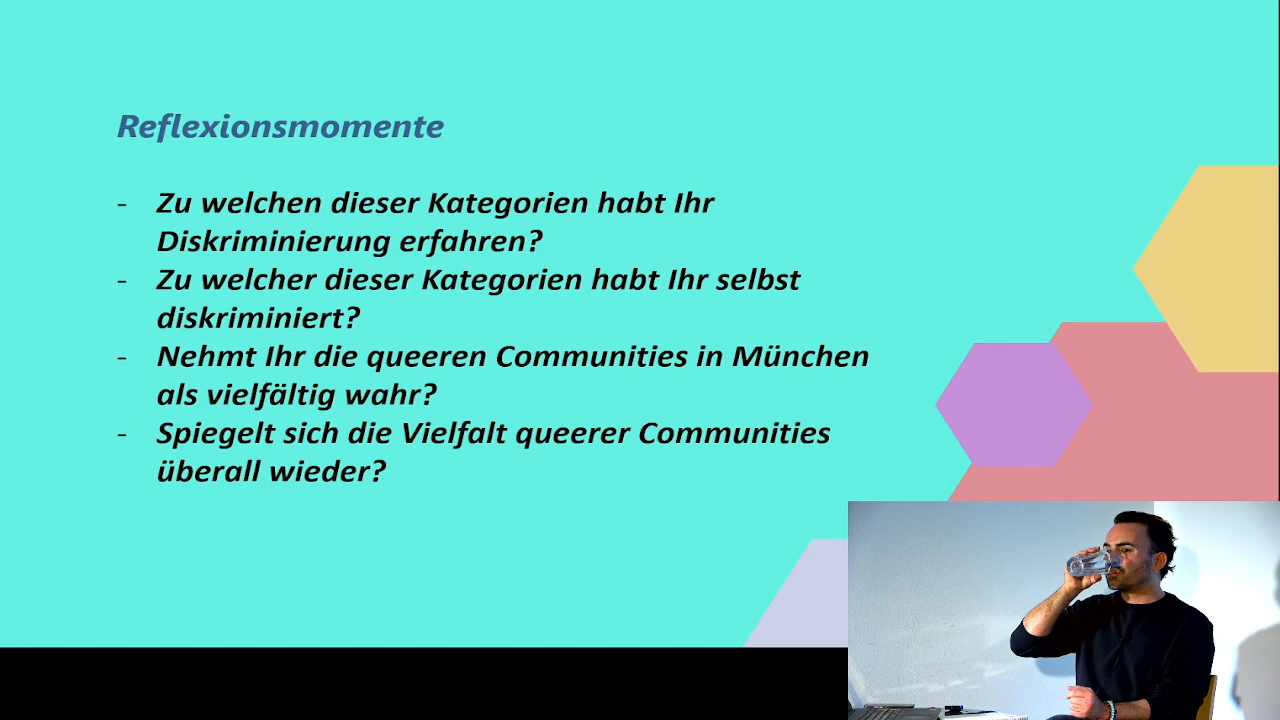 Reflexionsmomente
- Zu welchen dieser Kategorien habt Ihr
Diskriminierung erfahren?
- Zu welcher dieser Kategorien habt Ihr selbst
diskriminiert?
- Nehmt Ihr die queeren Communities in München
als vielfältig wahr?
- Spiegelt sich die Vielfalt queerer Communities
überall wieder?